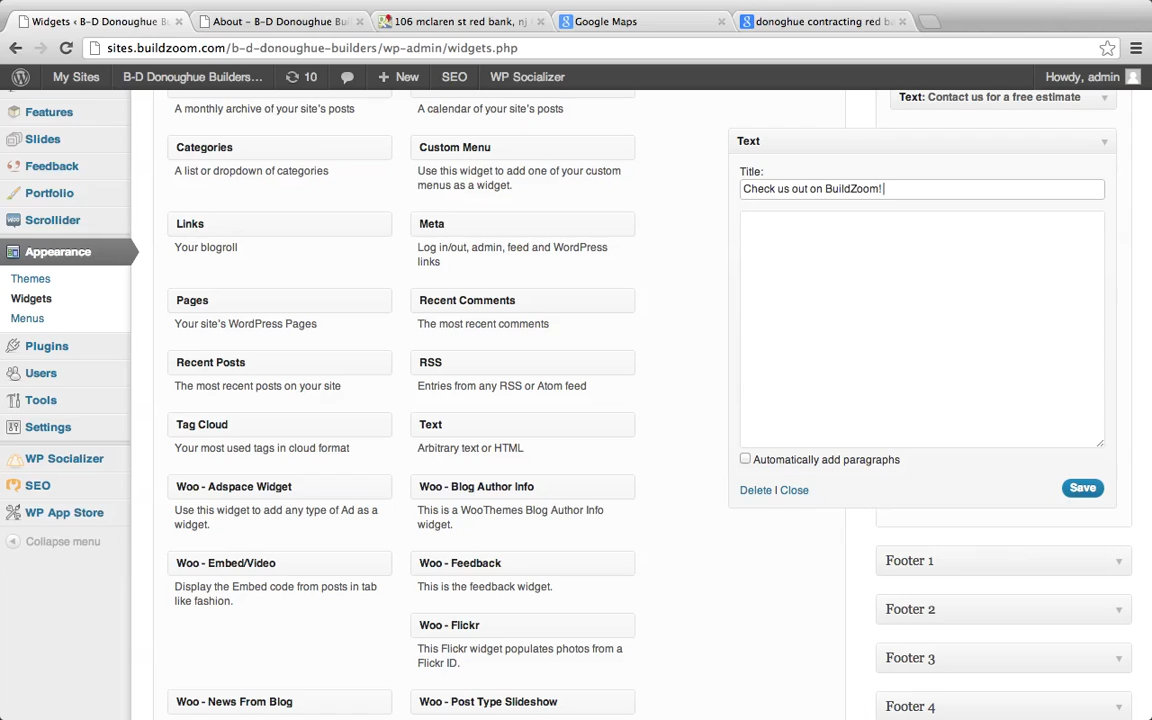 Widgets ‹ B-D Donoughue B
About – B-D Donoughue Buil
106 mclaren st red bank, nj
Google Maps
donoghue contracting red b
sites.buildzoom.com/b-d-donoughue-builders/wp-admin/widgets.php
My Sites
B-D Donoughue Builders…
10
New
SEO
WP Socializer
Howdy, admin
Features
Slides
Feedback
Portfolio
Scrollider
Appearance
Themes
Widgets
Menus
Plugins
Users
Tools
Settings
WP Socializer
SEO
WP App Store
Collapse menu
A monthly archive of your site's posts
A calendar of your site's posts
Categories
A list or dropdown of categories
Custom Menu
Use this widget to add one of your custom
menus as a widget.
Links
Your blogroll
Meta
Log in/out, admin, feed and WordPress
links
Pages
Your site's WordPress Pages
Recent Comments
The most recent comments
Recent Posts
The most recent posts on your site
RSS
Entries from any RSS or Atom feed
Tag Cloud
Your most used tags in cloud format
Text
Arbitrary text or HTML
Woo - Adspace Widget
Use this widget to add any type of Ad as a
widget.
Woo - Blog Author Info
This is a WooThemes Blog Author Info
widget.
Woo - Embed/Video
Display the Embed code from posts in tab
like fashion.
Woo - Feedback
This is the feedback widget.
Woo - Flickr
This Flickr widget populates photos from a
Flickr ID.
Woo - News From Blog
Woo - Post Type Slideshow
Text: Contact us for a free estimate
Text
Title:
Check us out on BuildZoom!
Automatically add paragraphs
Delete | Close
Save
Footer 1
Footer 2
Footer 3
Footer 4